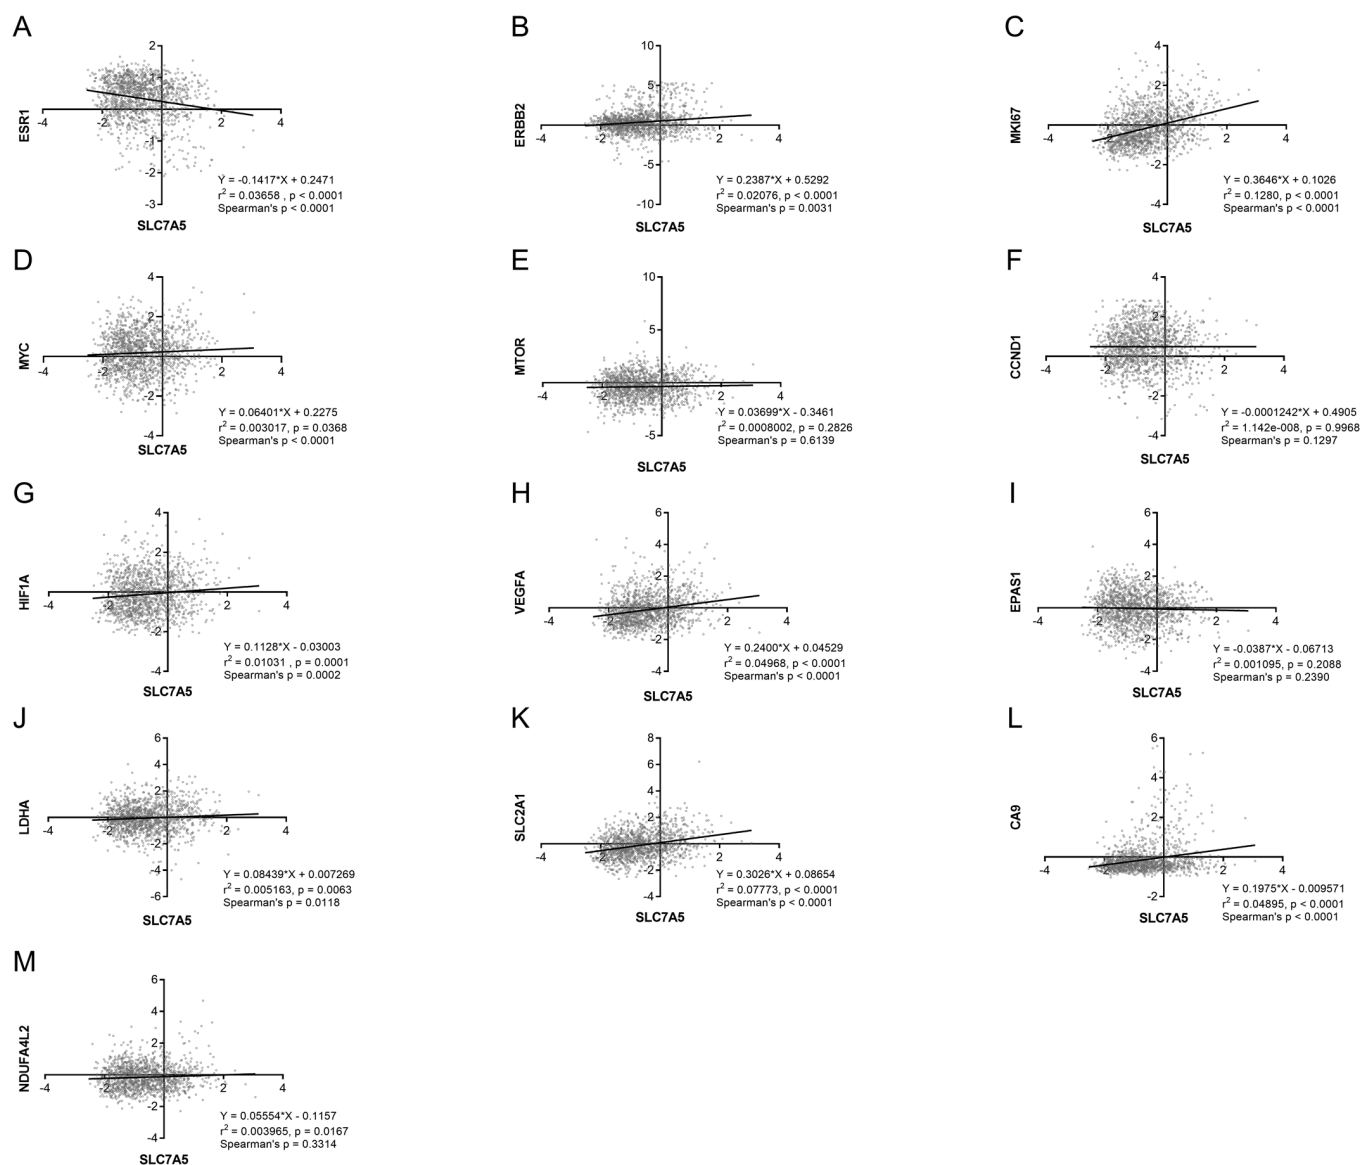 A
ESR1
2
-4
-2
2
4
-1
-2
-3
Y = -0.1417*X + 0.2471
r² = 0.03658 , p < 0.0001
Spearman's p < 0.0001
SLC7A5
B
ERBB2
10
5
-4
-2
2
4
-5
-10
Y = 0.2387*X + 0.5292
r² = 0.02076, p < 0.0001
Spearman's p = 0.0031
SLC7A5
C
MKI67
4
2
-4
-2
2
4
-2
-4
Y = 0.3646*X + 0.1026
r² = 0.1280, p < 0.0001
Spearman's p < 0.0001
SLC7A5
D
MYC
4
2
-4
-2
2
4
-2
-4
Y = 0.06401*X + 0.2275
r² = 0.003017, p = 0.0368
Spearman's p < 0.0001
SLC7A5
E
MTOR
10
5
-4
-2
2
4
-5
Y = 0.03699*X - 0.3461
r² = 0.0008002, p = 0.2826
Spearman's p = 0.6139
SLC7A5
F
CCND1
4
2
-4
-2
2
4
-2
-4
Y = -0.0001242*X + 0.4905
r² = 1.142e-008, p = 0.9968
Spearman's p = 0.1297
SLC7A5
G
HIF1A
4
2
-4
-2
2
4
-2
-4
Y = 0.1128*X - 0.03003
r² = 0.01031 , p = 0.0001
Spearman's p = 0.0002
SLC7A5
H
VEGFA
6
4
2
-4
-2
2
4
-2
-4
Y = 0.2400*X + 0.04529
r² = 0.04968, p < 0.0001
Spearman's p < 0.0001
SLC7A5
I
EPAS1
6
4
2
-4
-2
2
4
-2
-4
Y = -0.0387*X - 0.06713
r² = 0.001095, p = 0.2088
Spearman's p = 0.2390
SLC7A5
J
LDHA
6
4
2
-4
-2
2
4
-2
-4
-6
Y = 0.08439*X + 0.007269
r² = 0.005163, p = 0.0063
Spearman's p = 0.0118
SLC7A5
K
SLC2A1
8
6
4
2
-4
-2
2
4
-2
-4
Y = 0.3026*X + 0.08654
r² = 0.07773, p < 0.0001
Spearman's p < 0.0001
SLC7A5
L
CA9
6
4
2
-4
-2
2
4
-2
Y = 0.1975*X - 0.009571
r² = 0.04895, p < 0.0001
Spearman's p < 0.0001
SLC7A5
M
NDUFA4L2
6
4
2
-4
-2
2
4
-2
-4
Y = 0.05554*X - 0.1157
r² = 0.003965, p = 0.0167
Spearman's p = 0.3314
SLC7A5